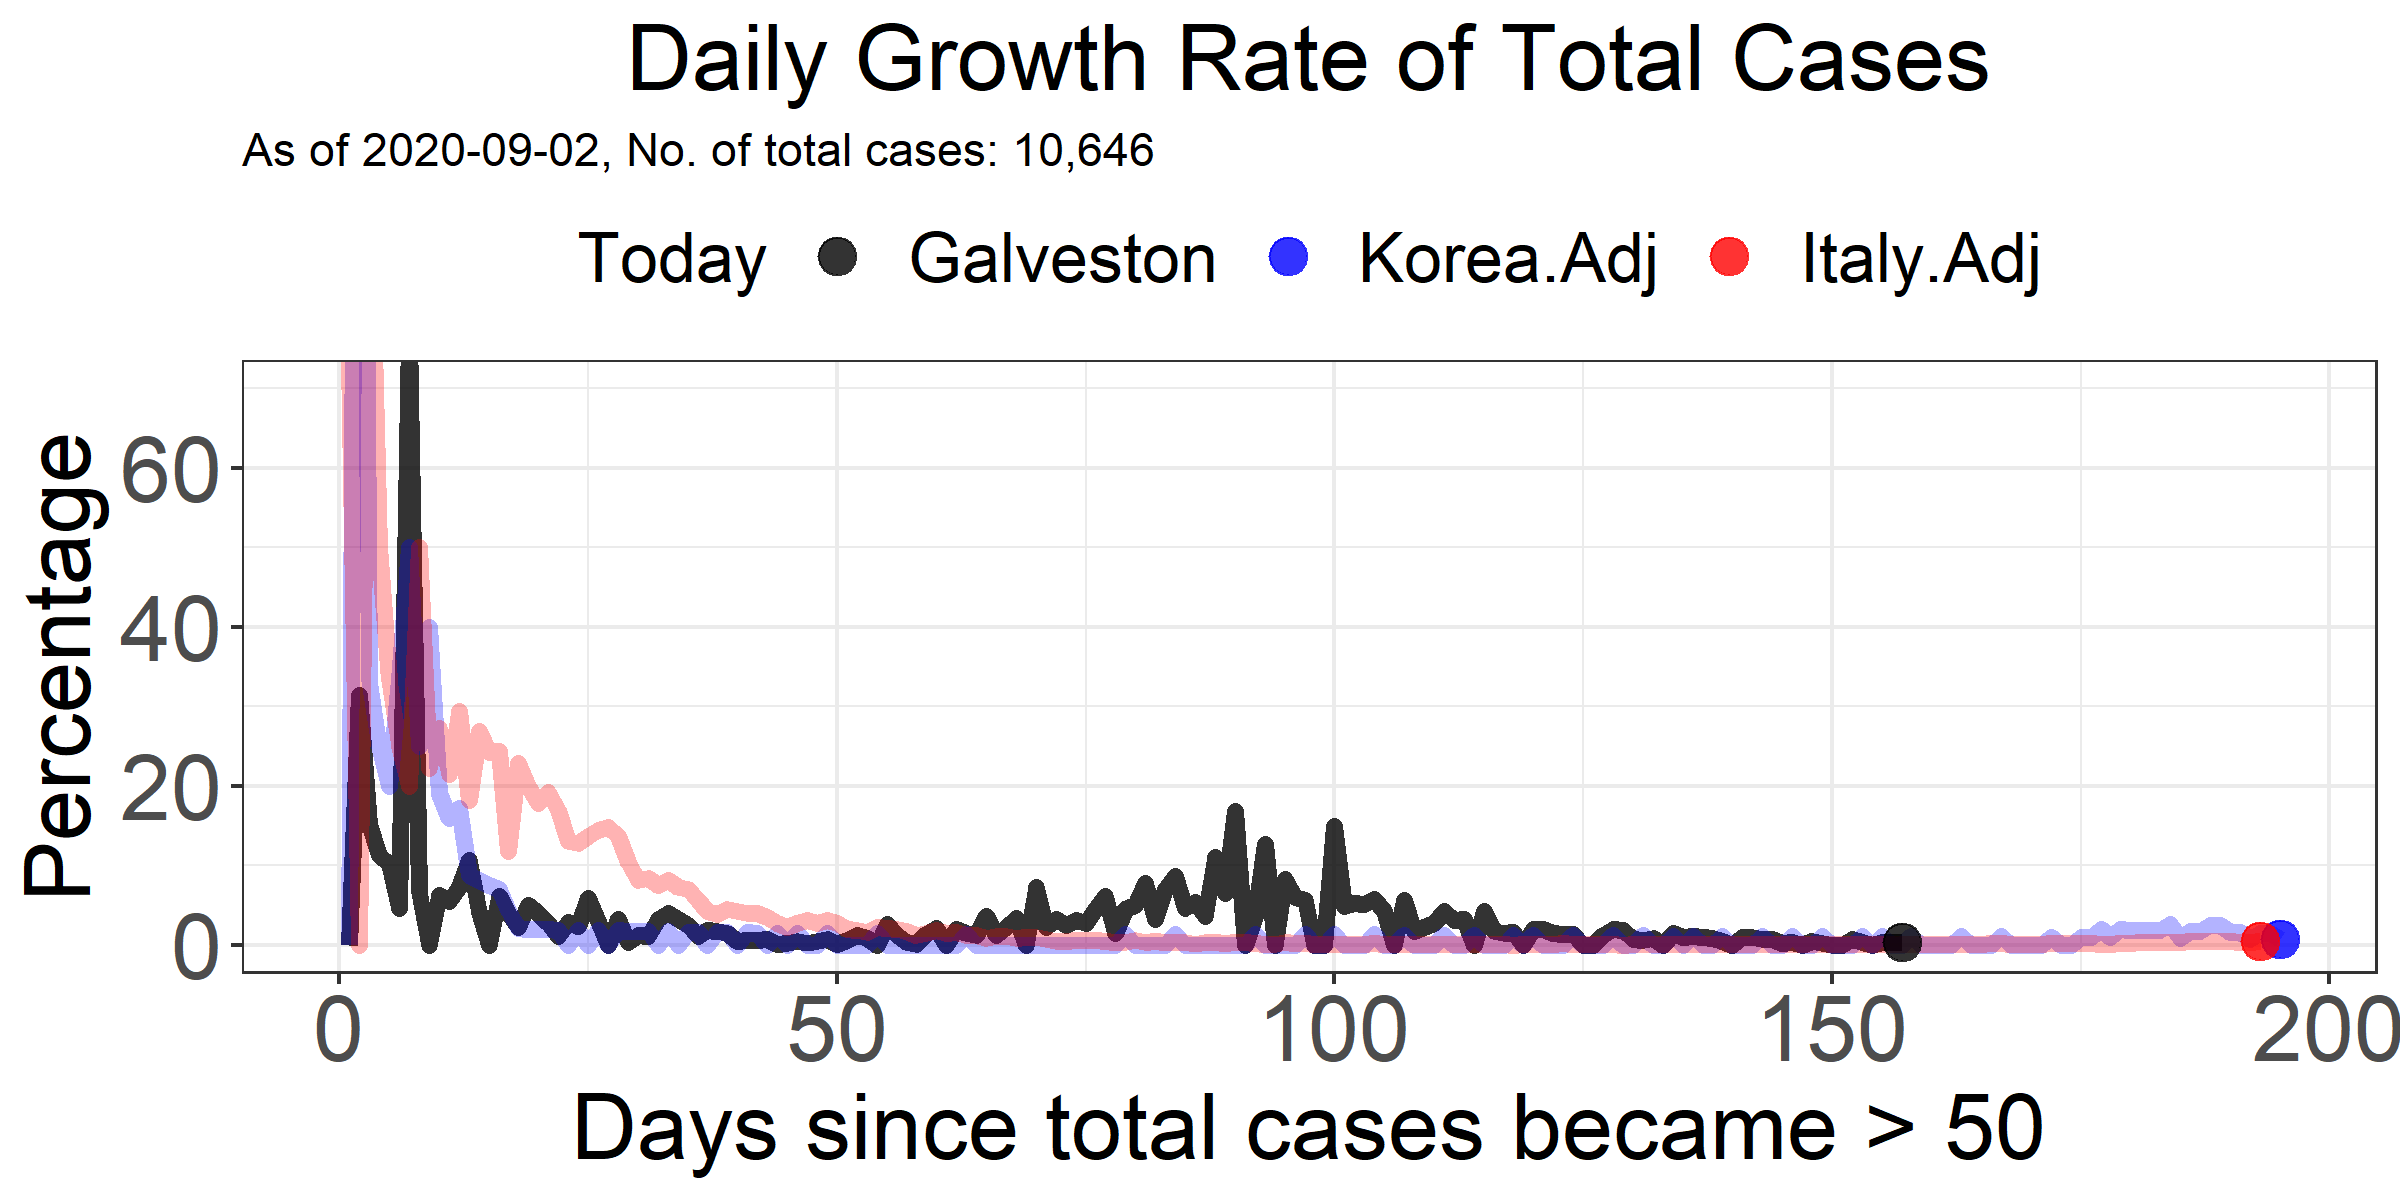 Daily Growth Rate of Total Cases
As of 2020-09-02, No. of total cases: 10,646
Today Galveston Korea.Adj Italy.Adj
Percentage
60
40
20
0
0 50 100 150 200
Days since total cases became > 50